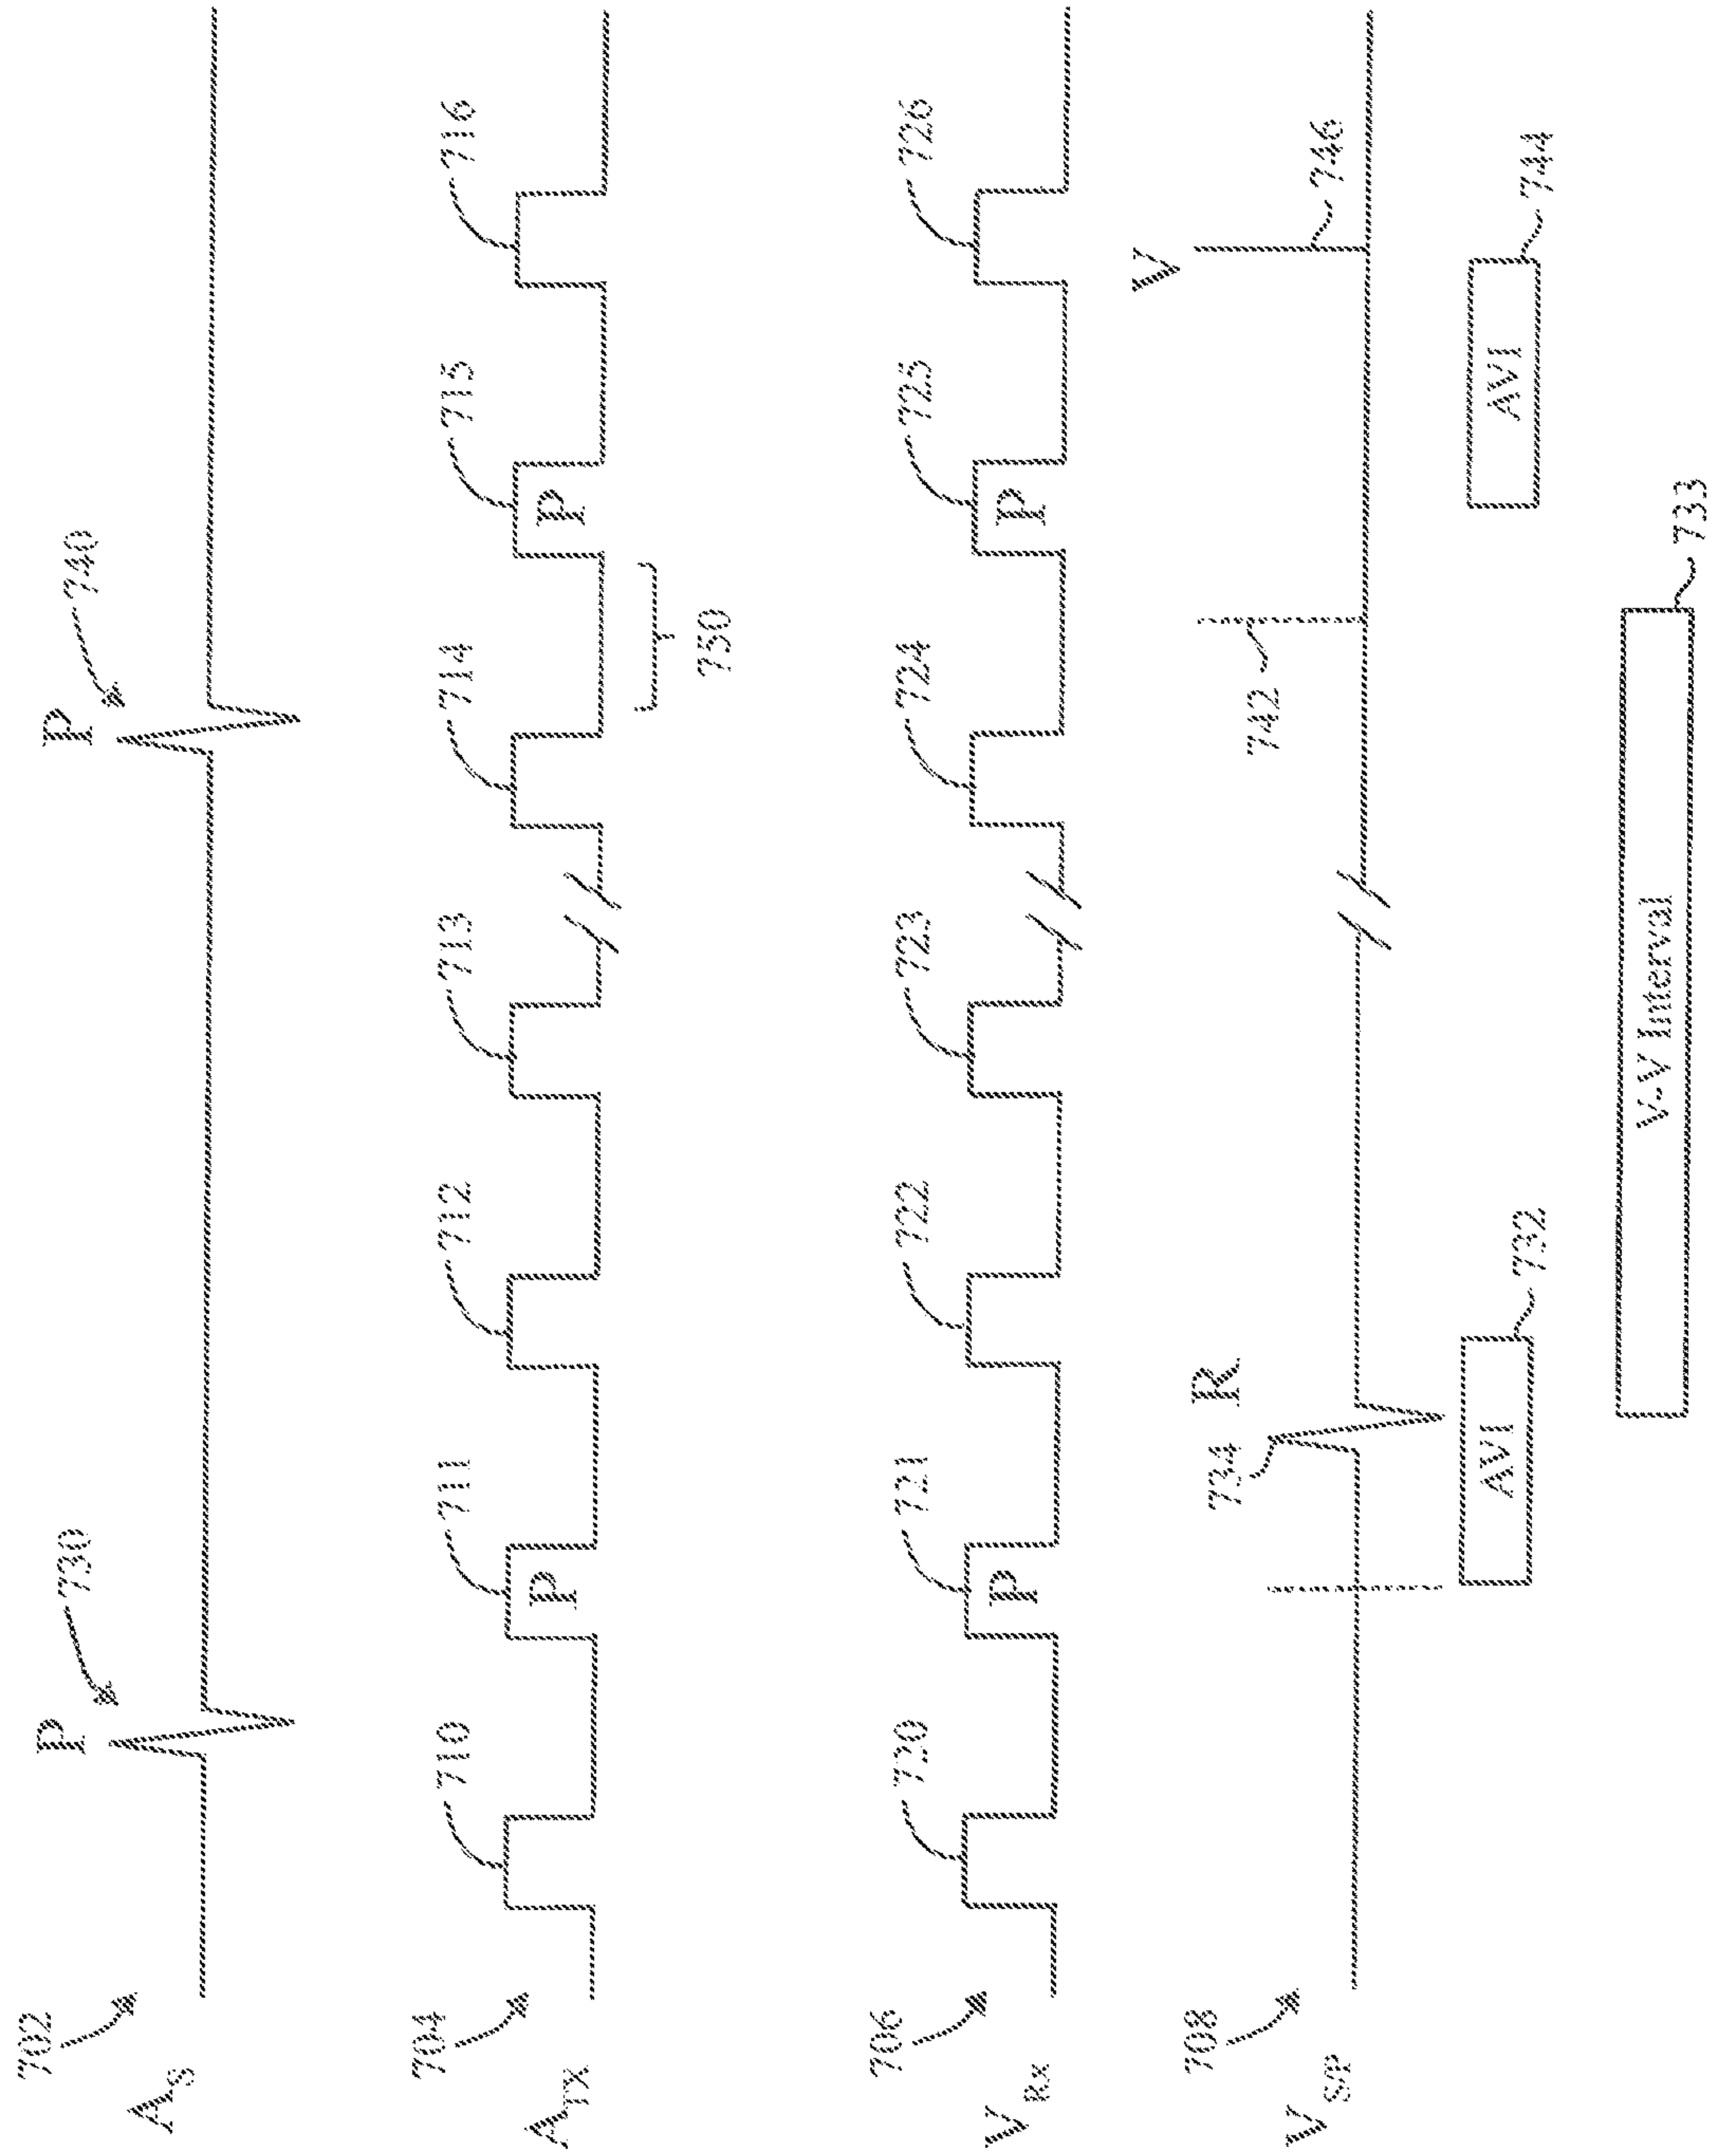 702
A_S
P
730
P
740
704
A_TX
710
711
P
712
713
714
715
P
716
750
706
V_Rx
720
721
P
722
723
724
725
P
726
708
V_S/P
734
R
742
V
746
AVI
732
AVI
744
V-V Interval
733